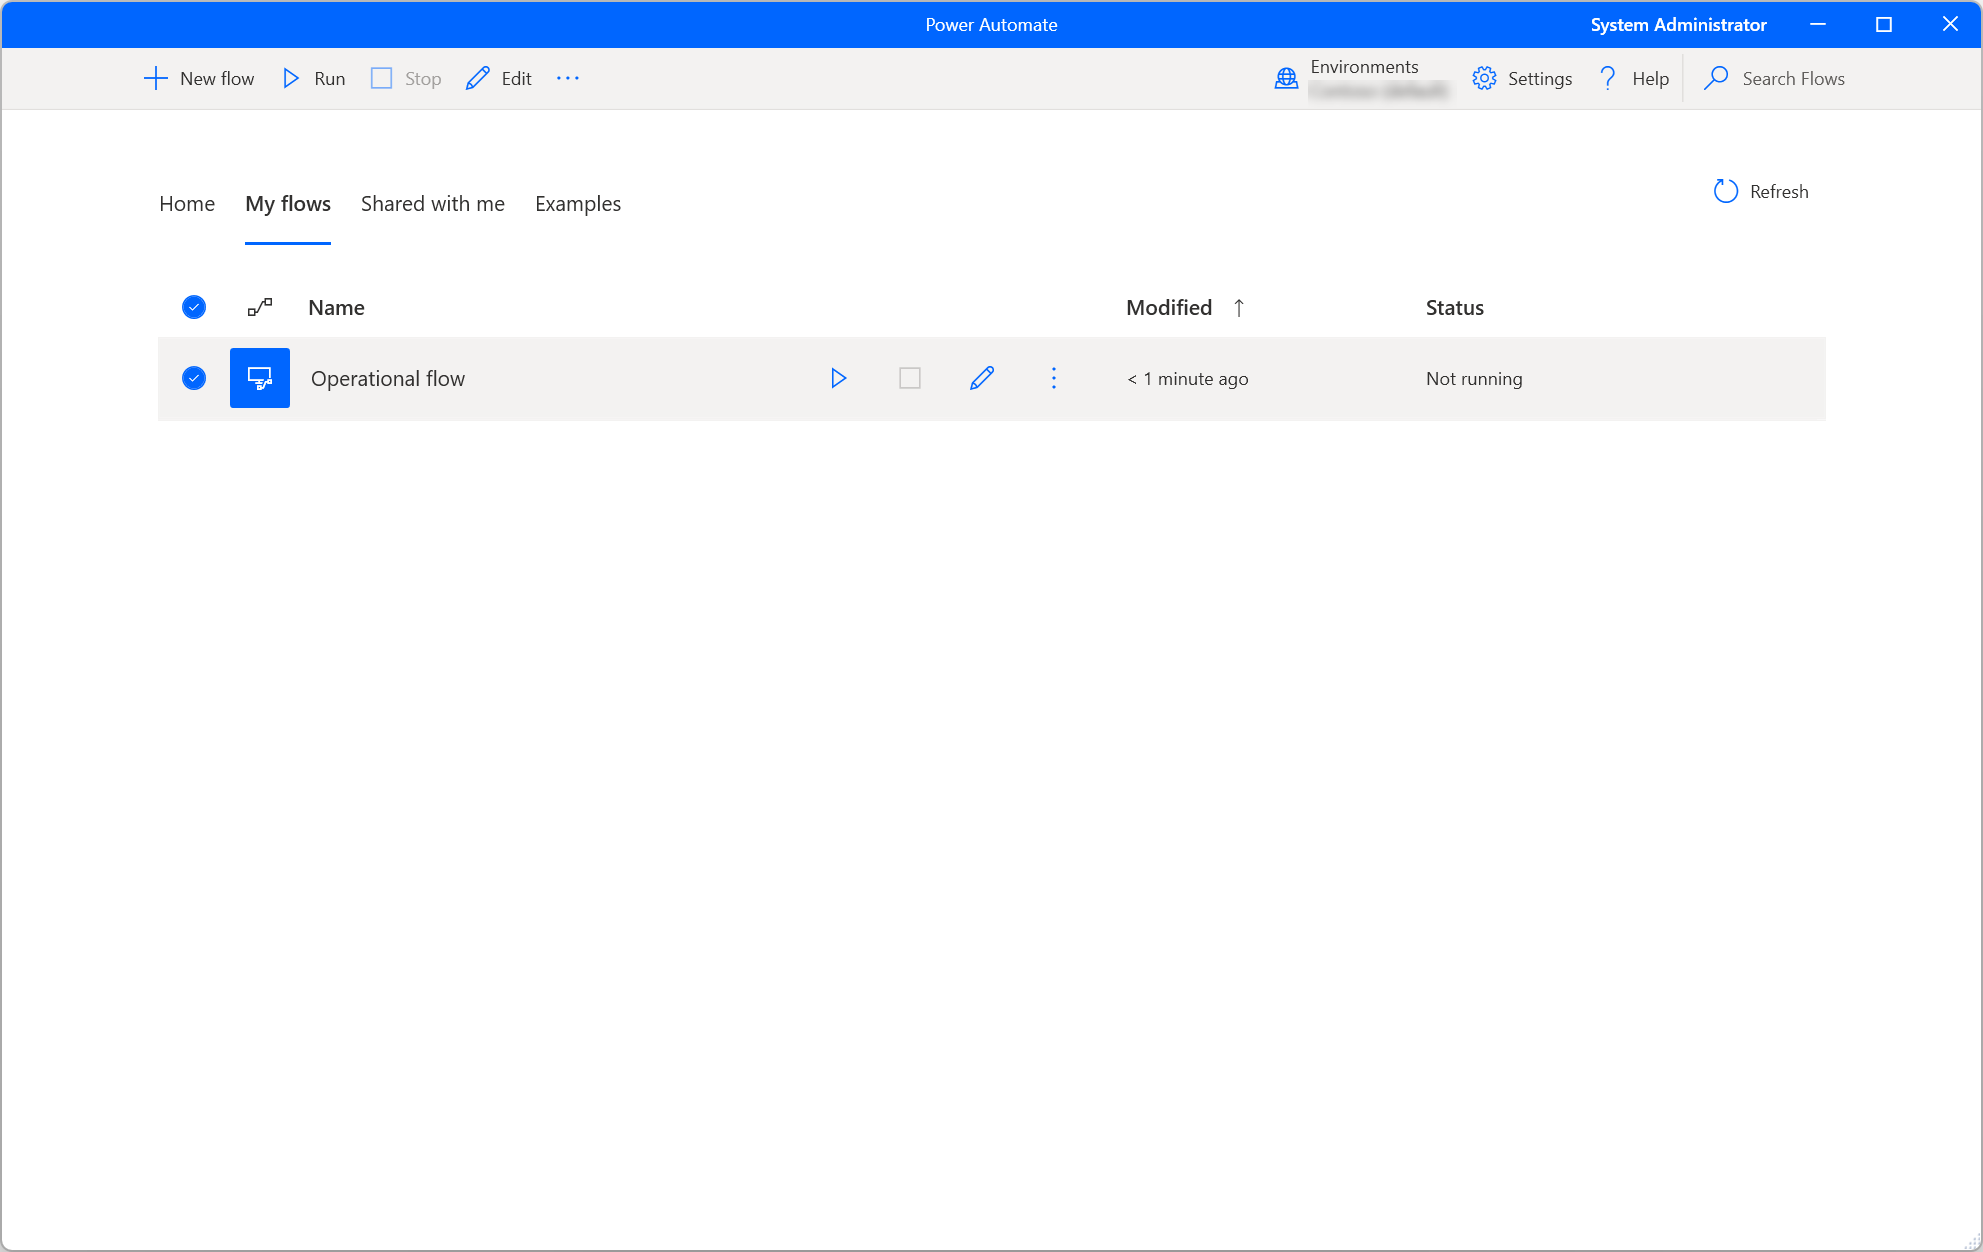 Power Automate
System Administrator
New flow
Run
Stop
Edit
Environments
Settings
Help
Search Flows
Home
My flows
Shared with me
Examples
Refresh
Name
Modified
Status
Operational flow
< 1 minute ago
Not running